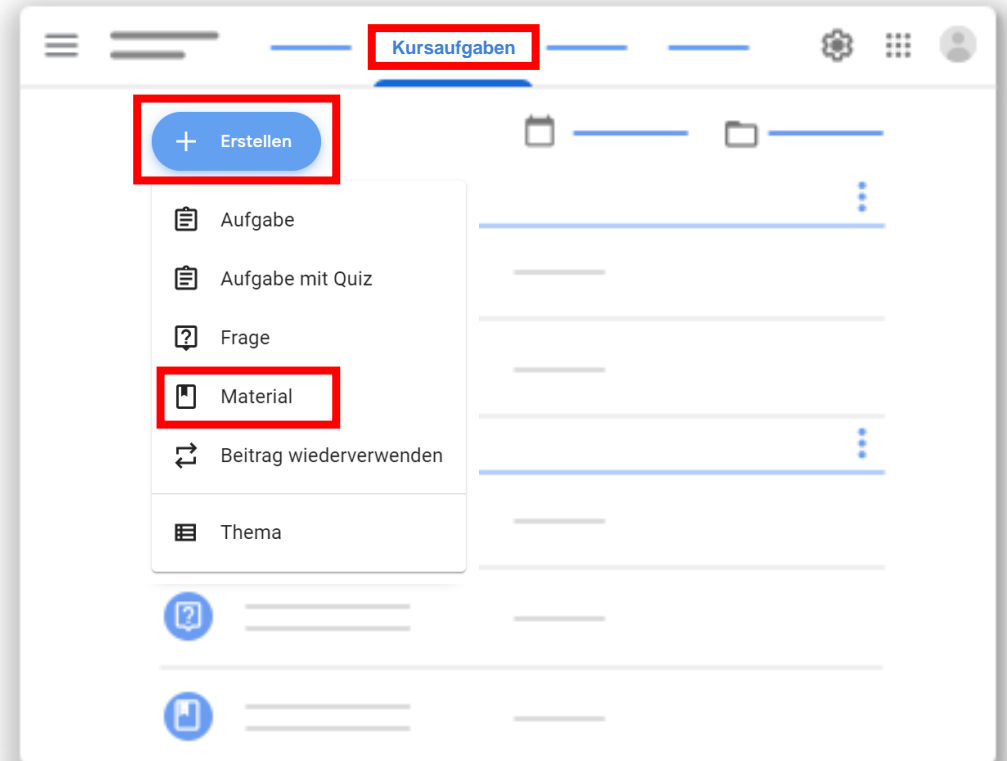 Kursaufgaben
Erstellen
Aufgabe
Aufgabe mit Quiz
Frage
Material
Beitrag wiederverwenden
Thema